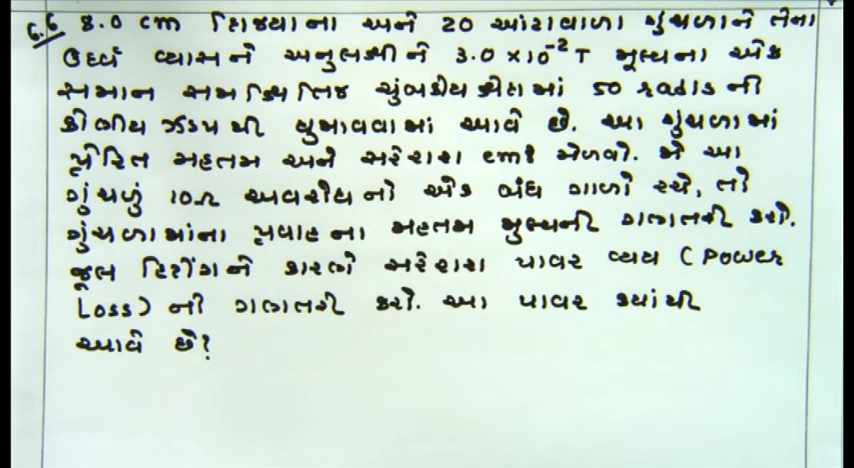 6.6 8.0 cm ત્રિજ્યાના અને 20 આંટાવાળા ગૂંચળાને તેના
ઉર્ધ્વ વ્યાસને અનુલક્ષીને 3.0 ×10⁻² T મૂલ્યના એક
સમાન સમક્ષિતિજ ચુંબકીય ક્ષેત્રમાં 50 rad/s ની
કોણીય ઝડપથી ઘુમાવવામાં આવે છે. આ ગૂંચળામાં
પ્રેરિત મહત્તમ અને સરેરાશ emf મેળવો. જો આ
ગૂંચળું 10Ω અવરોધનો એક બંધ ગાળો રચે, તો
ગૂંચળામાંના પ્રવાહના મહત્તમ મૂલ્યની ગણતરી કરો.
જૂલ હિટીંગને કારણે સરેરાશ પાવર વ્યય (Power
Loss) ની ગણતરી કરો. આ પાવર ક્યાંથી
આવે છે?